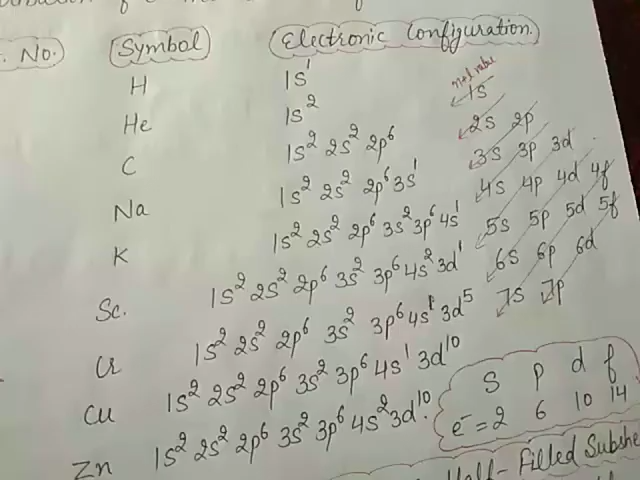 No. Symbol Electronic Configuration.
H 1s¹
He 1s²
C 1s² 2s² 2p⁶
Na 1s² 2s² 2p⁶ 3s¹
K 1s² 2s² 2p⁶ 3s² 3p⁶ 4s¹
Sc. 1s² 2s² 2p⁶ 3s² 3p⁶ 4s² 3d¹
Cr 1s² 2s² 2p⁶ 3s² 3p⁶ 4s¹ 3d⁵
Cu 1s² 2s² 2p⁶ 3s² 3p⁶ 4s¹ 3d¹⁰
Zn 1s² 2s² 2p⁶ 3s² 3p⁶ 4s² 3d¹⁰.
n+l value
1s
2s 2p
3s 3p 3d
4s 4p 4d 4f
5s 5p 5d 5f
6s 6p 6d
7s 7p
s p d f
e⁻ = 2 6 10 14
Half-Filled Subshe